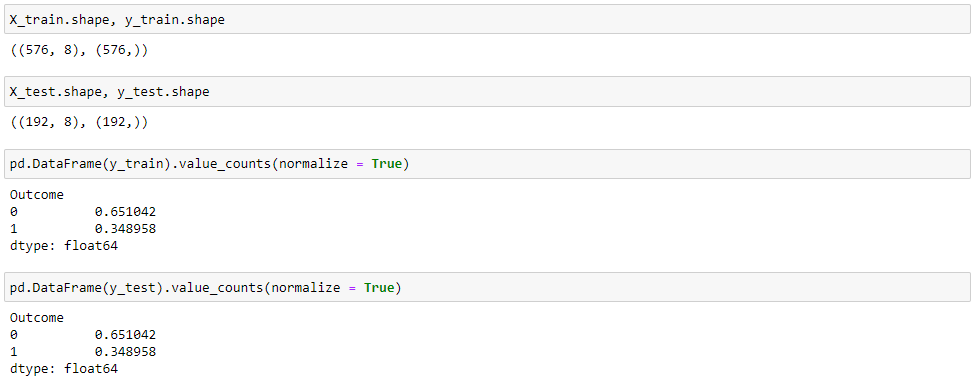 X_train.shape, y_train.shape
((576, 8), (576,))
X_test.shape, y_test.shape
((192, 8), (192,))
pd.DataFrame(y_train).value_counts(normalize = True)
Outcome
0          0.651042
1          0.348958
dtype: float64
pd.DataFrame(y_test).value_counts(normalize = True)
Outcome
0          0.651042
1          0.348958
dtype: float64